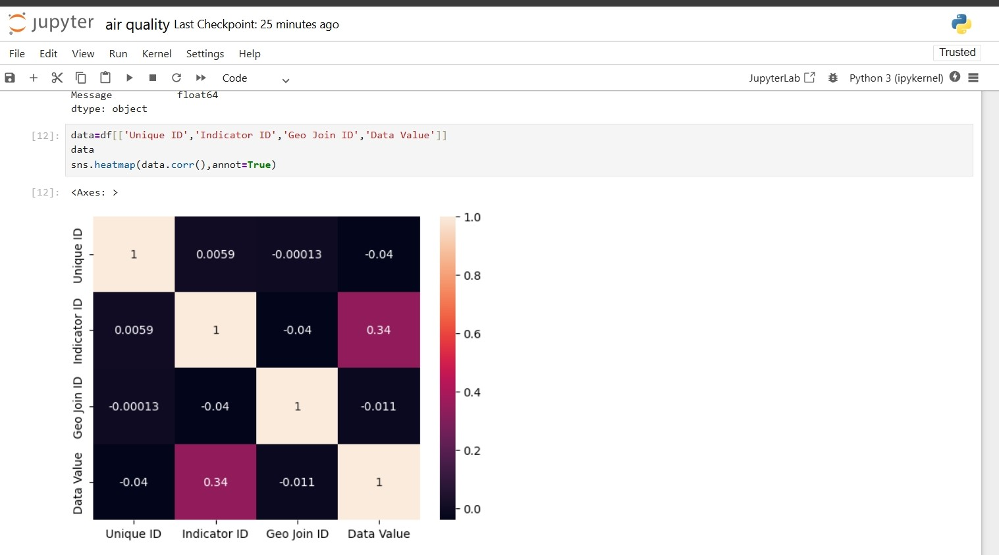 jupyter air quality Last Checkpoint: 25 minutes ago
File Edit View Run Kernel Settings Help
Trusted
Code
JupyterLab Python 3 (ipykernel)
Message float64
dtype: object
[12]: data=df[['Unique ID','Indicator ID','Geo Join ID','Data Value']]
data
sns.heatmap(data.corr(),annot=True)
[12]: <Axes: >
Unique ID 1 0.0059 -0.00013 -0.04
Indicator ID 0.0059 1 -0.04 0.34
Geo Join ID -0.00013 -0.04 1 -0.011
Data Value -0.04 0.34 -0.011 1
Unique ID Indicator ID Geo Join ID Data Value
1.0
0.8
0.6
0.4
0.2
0.0